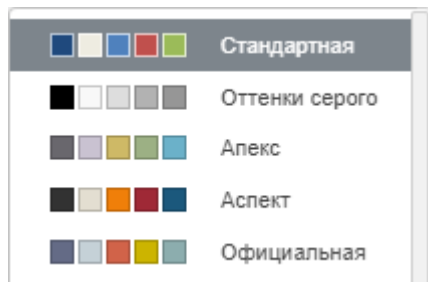 Стандартная
Оттенки серого
Апекс
Аспект
Официальная